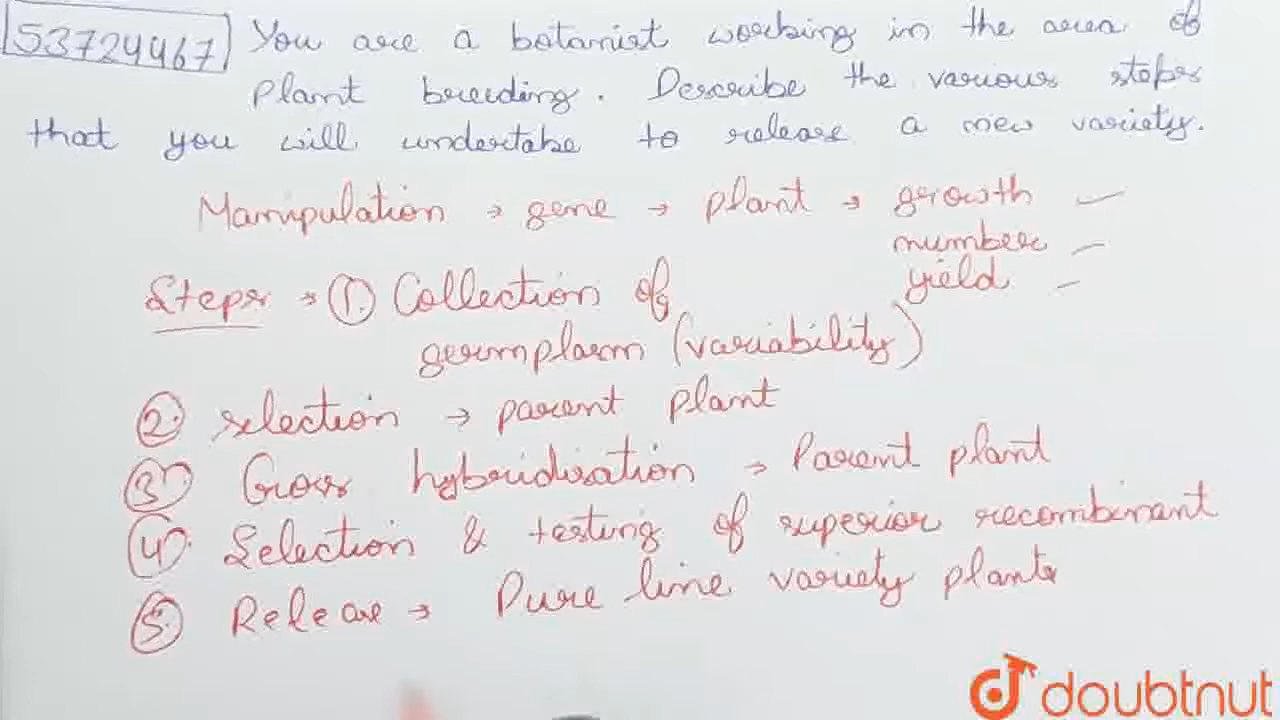 53724467 You are a botanist working in the area of
plant breeding. Describe the various steps
that you will undertake to release a new variety.
Manipulation → gene → plant → growth
number
yield
Steps → 1. Collection of
germplasm (variability)
2. selection → parent plant
3. Cross hybridisation → Parent plant
4. Selection & testing of superior recombinant
5. Release → Pure line variety plants
doubtnut